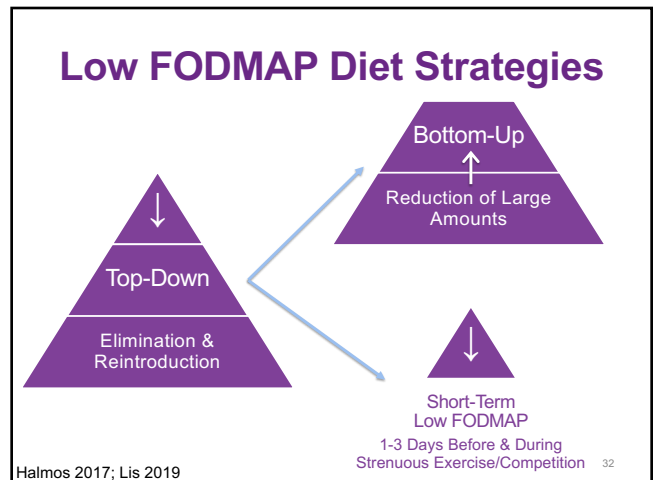 Low FODMAP Diet Strategies
↓
Top-Down
Elimination &
Reintroduction
Bottom-Up
↑
Reduction of Large
Amounts
↓
Short-Term
Low FODMAP
1-3 Days Before & During
Strenuous Exercise/Competition
32
Halmos 2017; Lis 2019